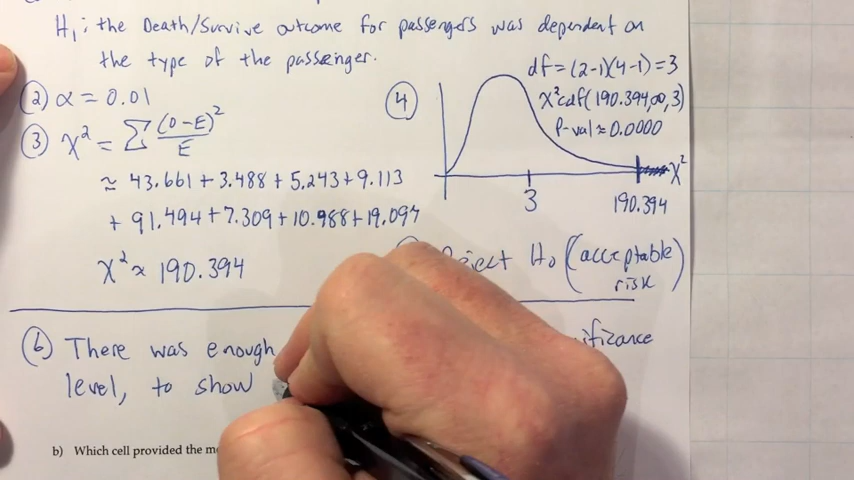 H₁: the Death/Survive outcome for passengers was dependent on
the type of the passenger.
② α = 0.01
③ χ² = Σ (O-E)²/E
≈ 43.661 + 3.488 + 5.243 + 9.113
+ 91.494 + 7.309 + 10.988 + 19.097
χ² ≈ 190.394
④ df = (2-1)(4-1) = 3
χ²cdf(190.394, ∞, 3)
P-val ≈ 0.0000
χ²
3
190.394
Reject H₀ (acceptable
risk)
⑥ There was enough
level, to show
b) Which cell provided the